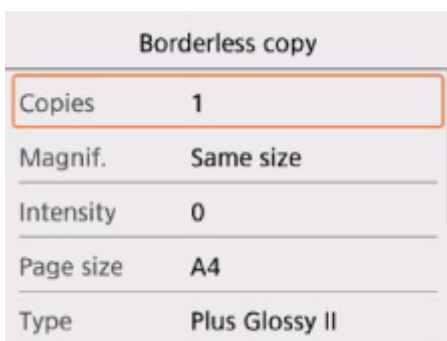 Borderless copy
Copies 1
Magnif. Same size
Intensity 0
Page size A4
Type Plus Glossy II